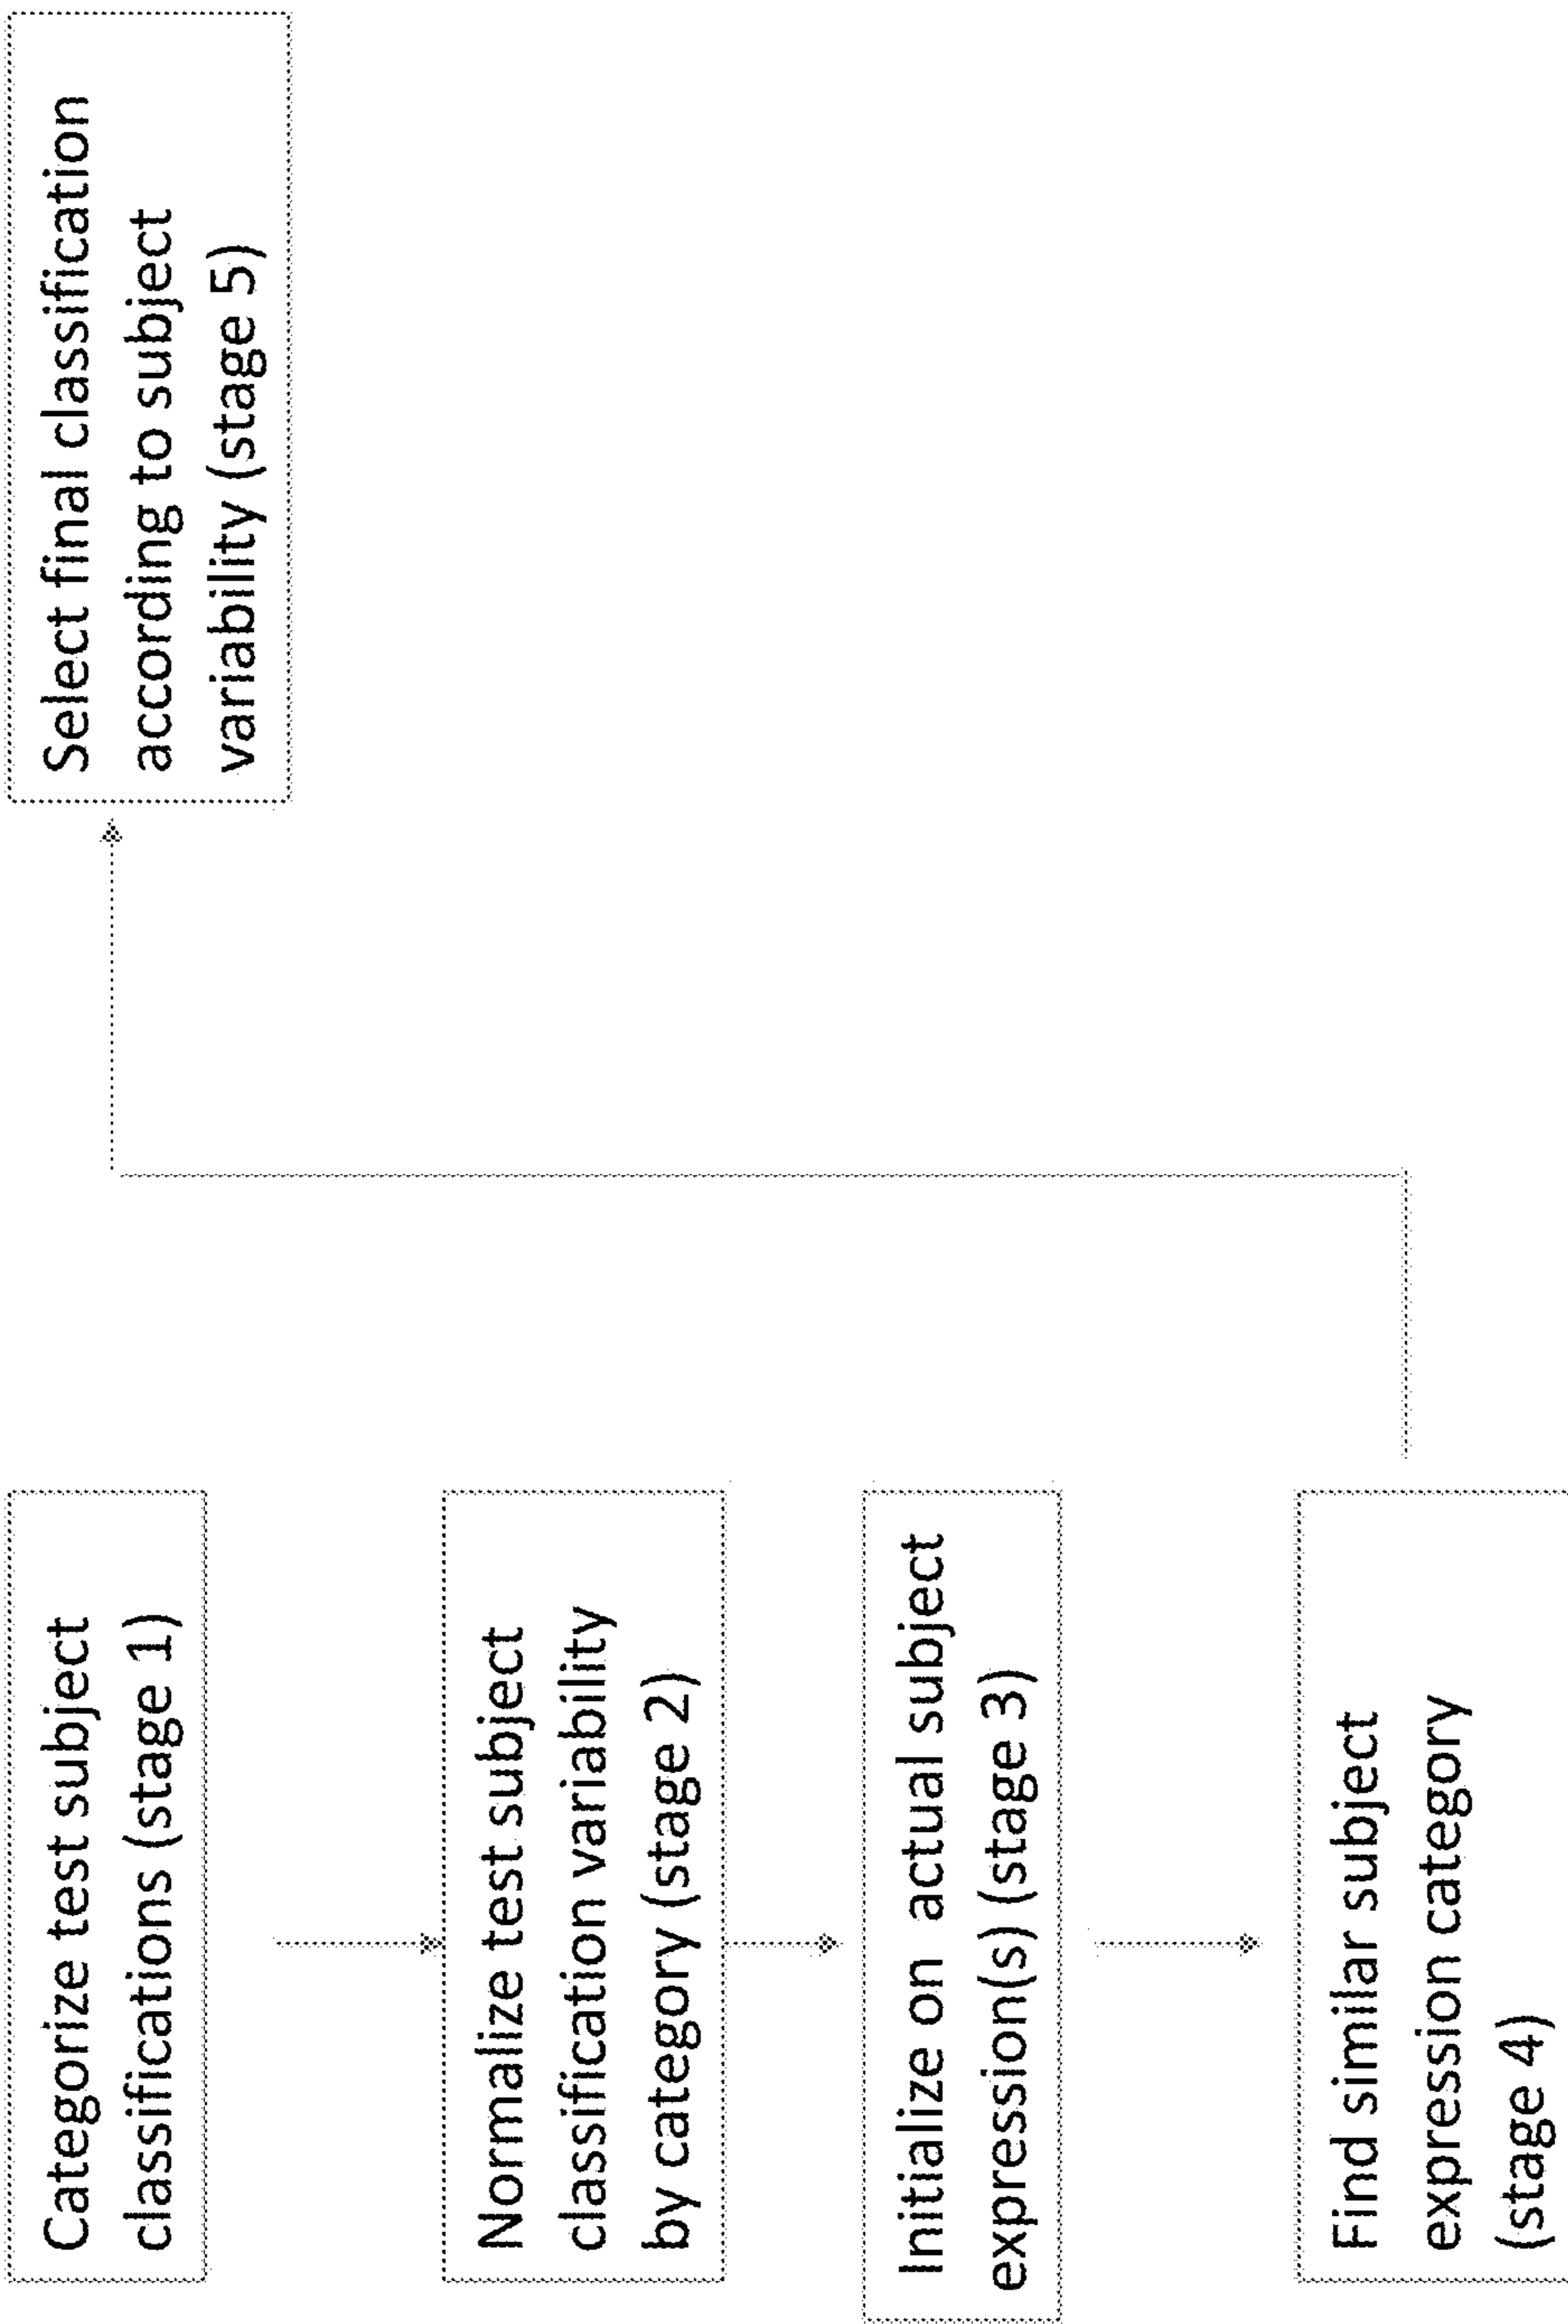 Categorize test subject
classifications (stage 1)
Normalize test subject
classification variability
by category (stage 2)
Initialize on actual subject
expression(s) (stage 3)
Find similar subject
expression category
(stage 4)
Select final classification
according to subject
variability (stage 5)